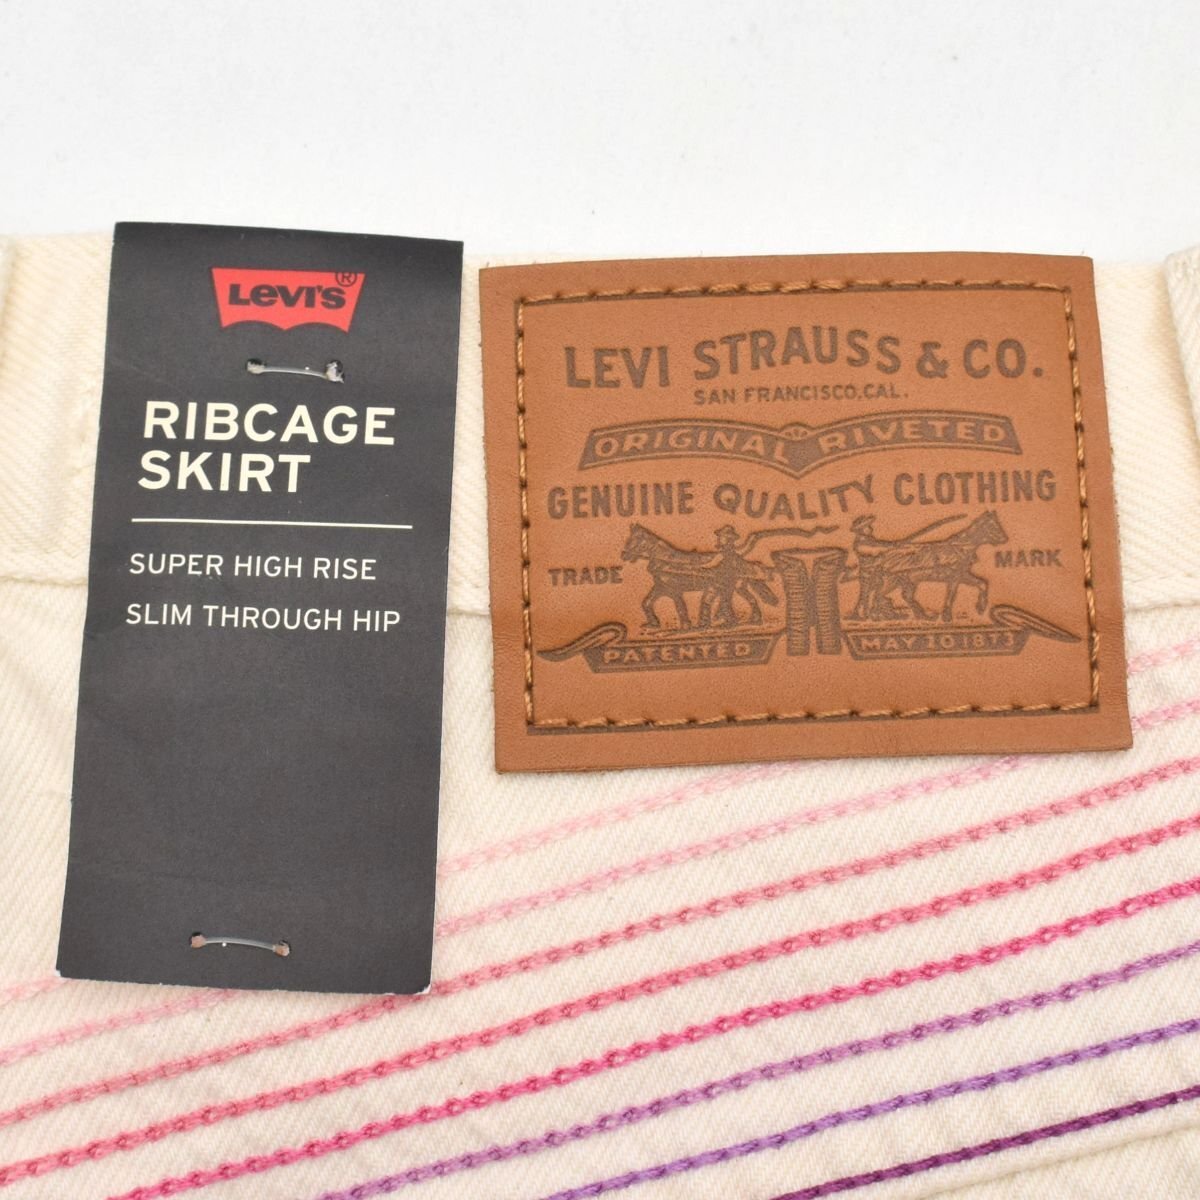 LEVI'S®
RIBCAGE
SKIRT
SUPER HIGH RISE
SLIM THROUGH HIP
LEVI STRAUSS & CO.
SAN FRANCISCO, CAL.
ORIGINAL RIVETED
GENUINE QUALITY CLOTHING
TRADE MARK
PATENTED MAY 20 1873